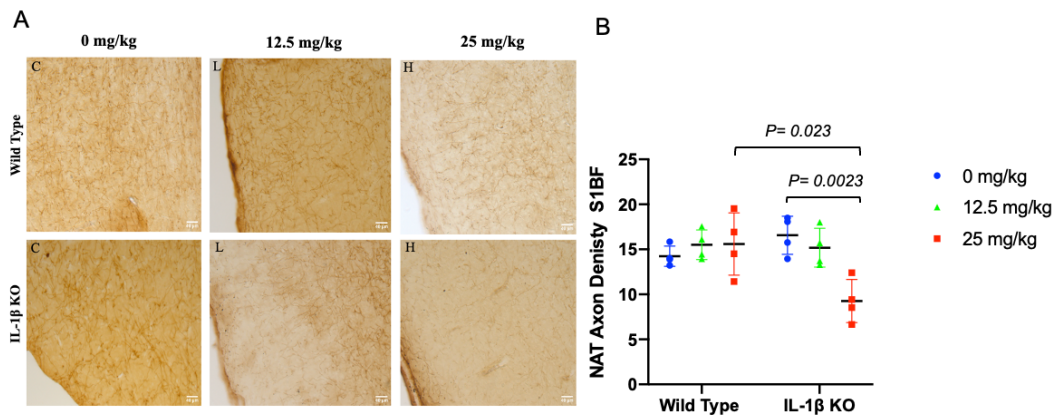 A
0 mg/kg
12.5 mg/kg
25 mg/kg
Wild Type
C
L
H
IL-1β KO
C
L
H
B
P= 0.023
P= 0.0023
NAT Axon Denisty S1BF
25
20
15
10
5
0
Wild Type
IL-1β KO
0 mg/kg
12.5 mg/kg
25 mg/kg